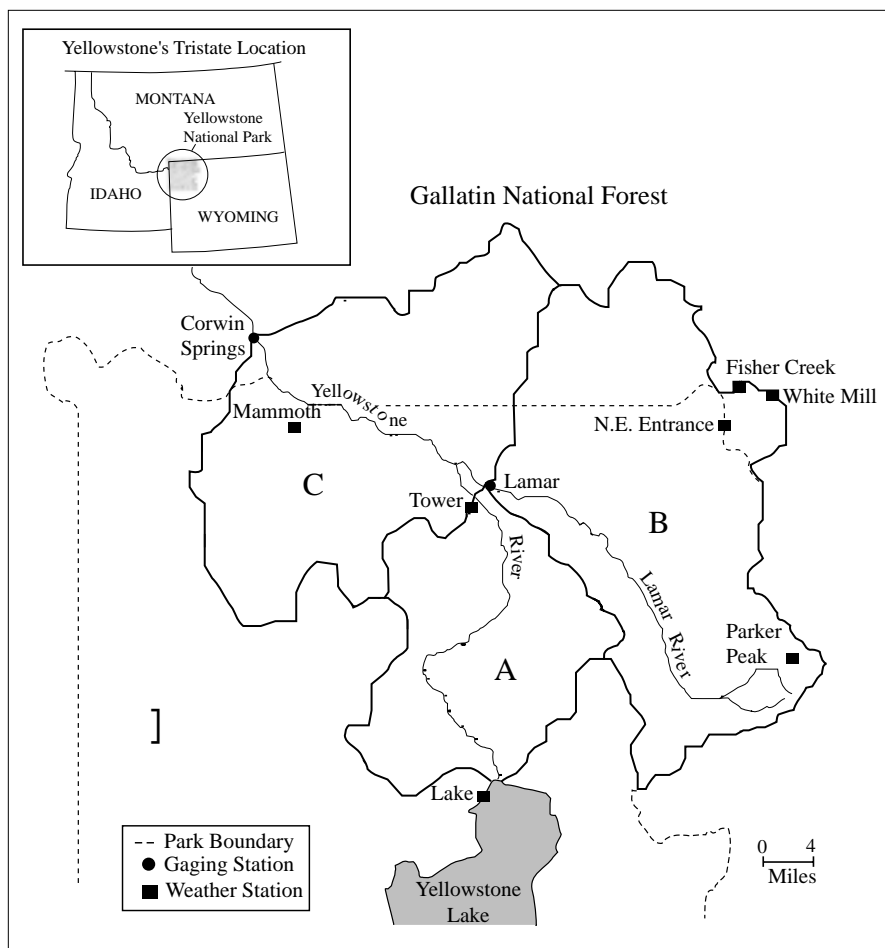 Yellowstone's Tristate Location
MONTANA
Yellowstone
National Park
IDAHO
WYOMING
Gallatin National Forest
Corwin
Springs
Fisher Creek
White Mill
Yellowstone
Mammoth
N.E. Entrance
C
Lamar
Tower
B
River
Lamar River
Parker
Peak
A
]
Lake
Park Boundary
Gaging Station
Weather Station
0 4
Miles
Yellowstone
Lake